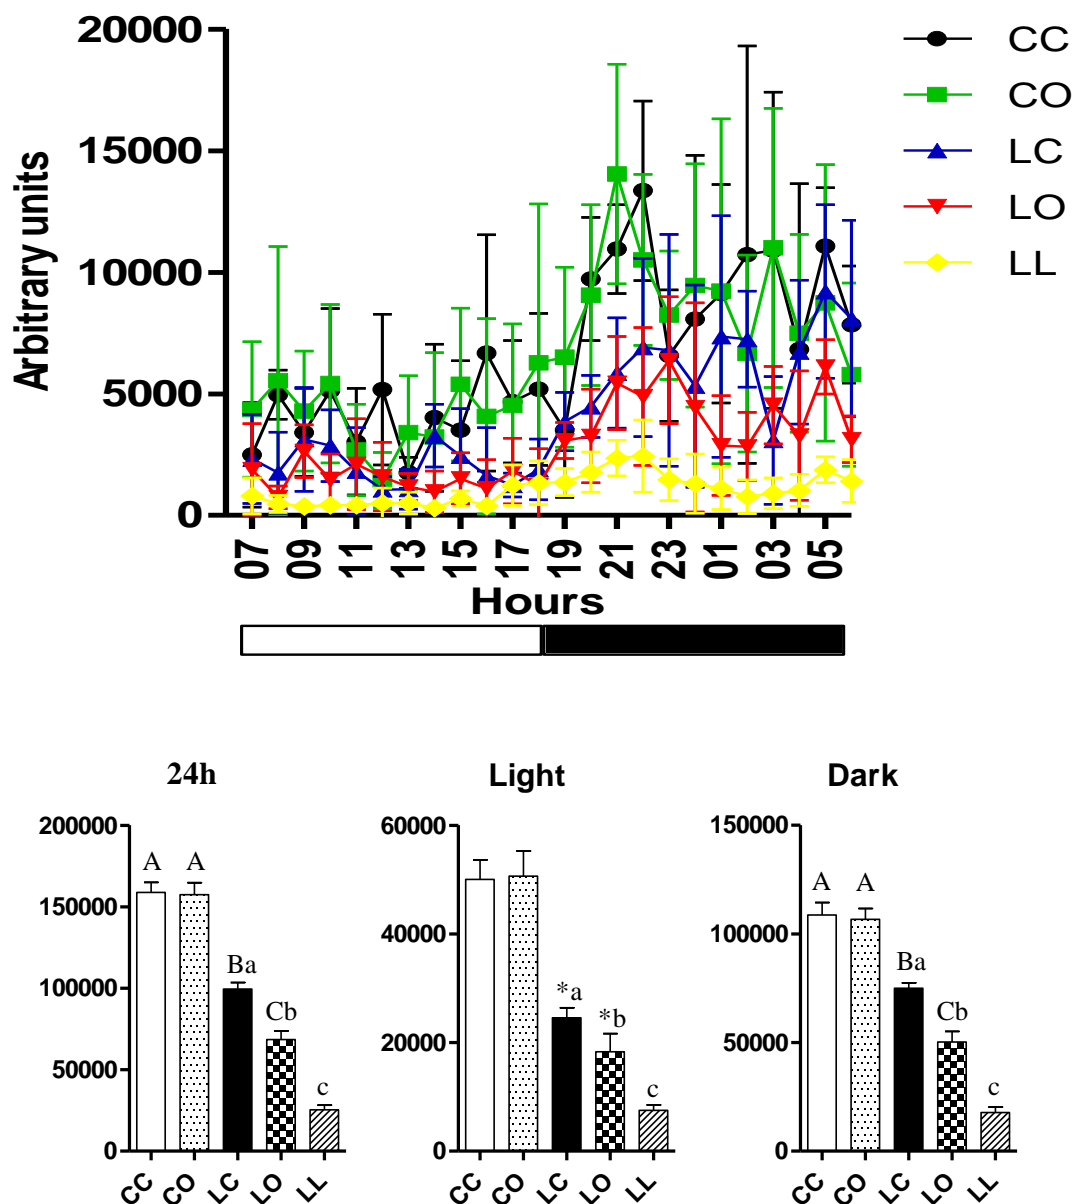 20000
15000
10000
5000
0
Arbitrary units
CC
CO
LC
LO
LL
07 09 11 13 15 17 19 21 23 01 03 05
Hours
24h
200000
150000
100000
50000
0
A A Ba Cb c
CC CO LC LO LL
Light
60000
40000
20000
0
*a *b c
CC CO LC LO LL
Dark
150000
100000
50000
0
A A Ba Cb c
CC CO LC LO LL